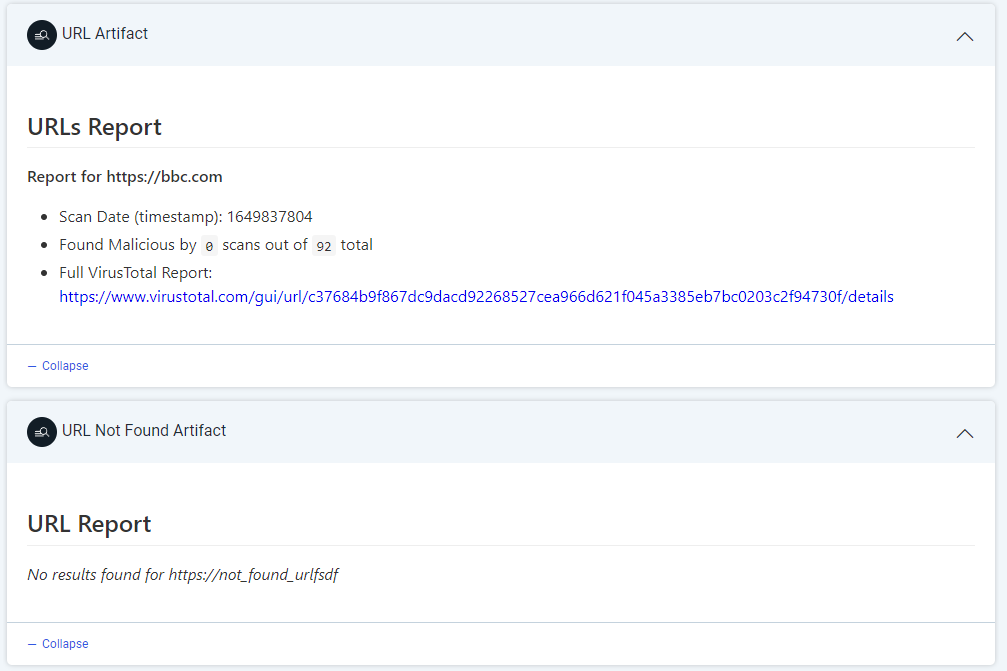 URL Artifact
URLs Report
Report for https://bbc.com
Scan Date (timestamp): 1649837804
Found Malicious by 0 scans out of 92 total
Full VirusTotal Report:
https://www.virustotal.com/gui/url/c37684b9f867dc9dacd92268527cea966d621f045a3385eb7bc0203c2f94730f/details
— Collapse
URL Not Found Artifact
URL Report
No results found for https://not_found_urlfsdf
— Collapse